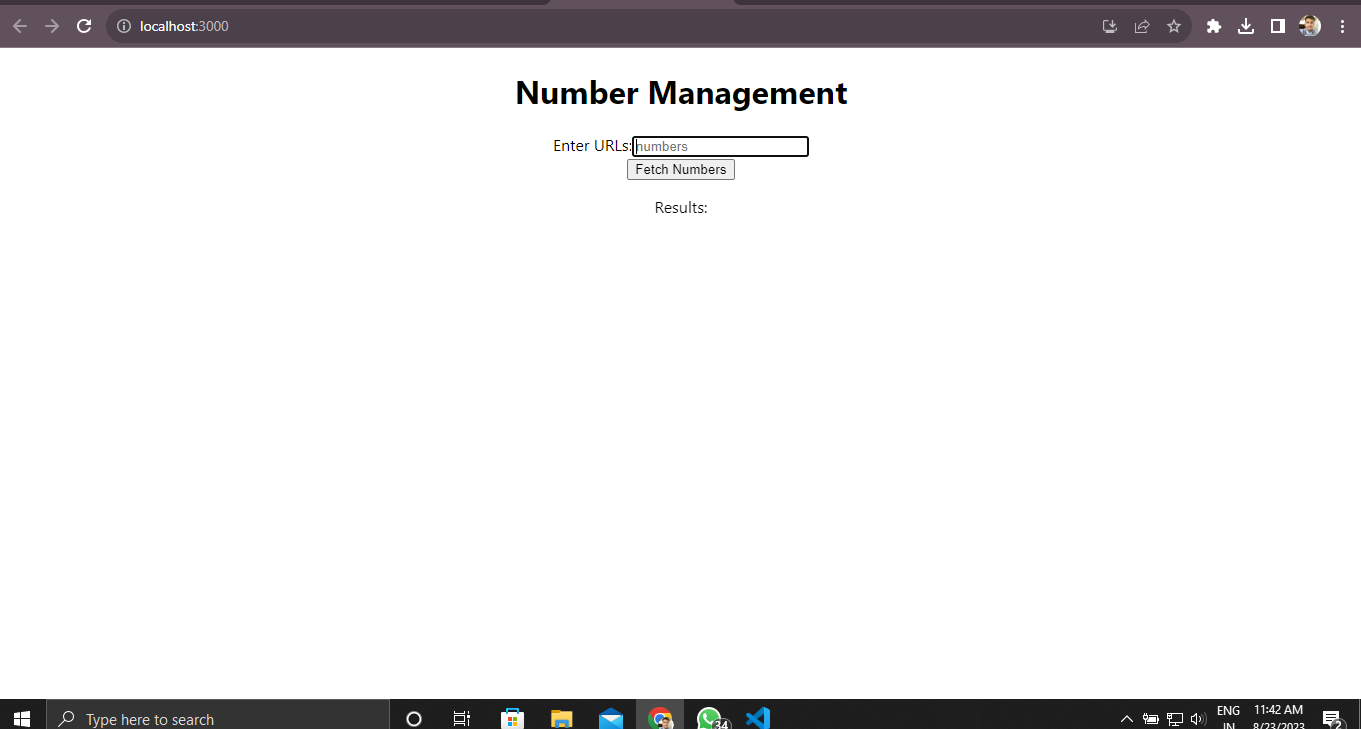 localhost:3000
Number Management
Enter URLs: numbers
Fetch Numbers
Results:
Type here to search
34
ENG
IN
11:42 AM
8/23/2023
2